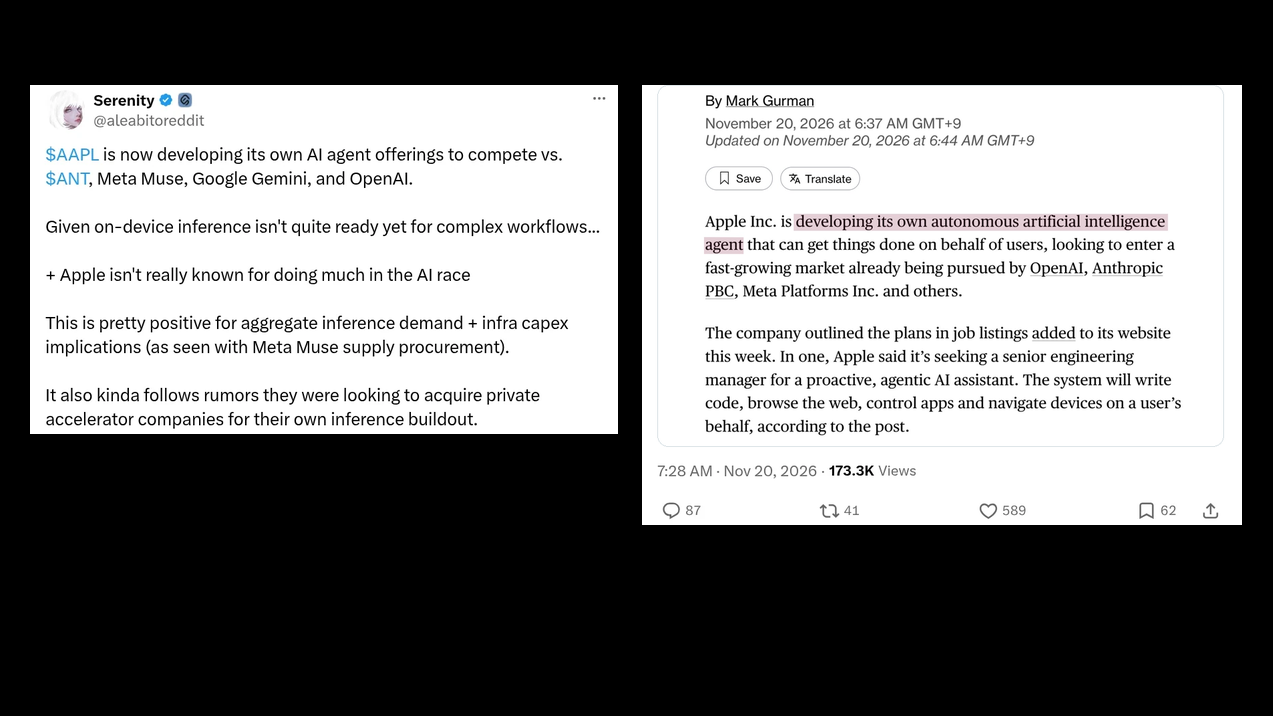 Serenity
@aleabitoreddit
$AAPL is now developing its own AI agent offerings to compete vs.
$ANT, Meta Muse, Google Gemini, and OpenAI.
Given on-device inference isn't quite ready yet for complex workflows...
+ Apple isn't really known for doing much in the AI race
This is pretty positive for aggregate inference demand + infra capex
implications (as seen with Meta Muse supply procurement).
It also kinda follows rumors they were looking to acquire private
accelerator companies for their own inference buildout.
By Mark Gurman
November 20, 2026 at 6:37 AM GMT+9
Updated on November 20, 2026 at 6:44 AM GMT+9
Save Translate
Apple Inc. is developing its own autonomous artificial intelligence
agent that can get things done on behalf of users, looking to enter a
fast-growing market already being pursued by OpenAI, Anthropic
PBC, Meta Platforms Inc. and others.
The company outlined the plans in job listings added to its website
this week. In one, Apple said it’s seeking a senior engineering
manager for a proactive, agentic AI assistant. The system will write
code, browse the web, control apps and navigate devices on a user’s
behalf, according to the post.
7:28 AM · Nov 20, 2026 · 173.3K Views
87 41 589 62